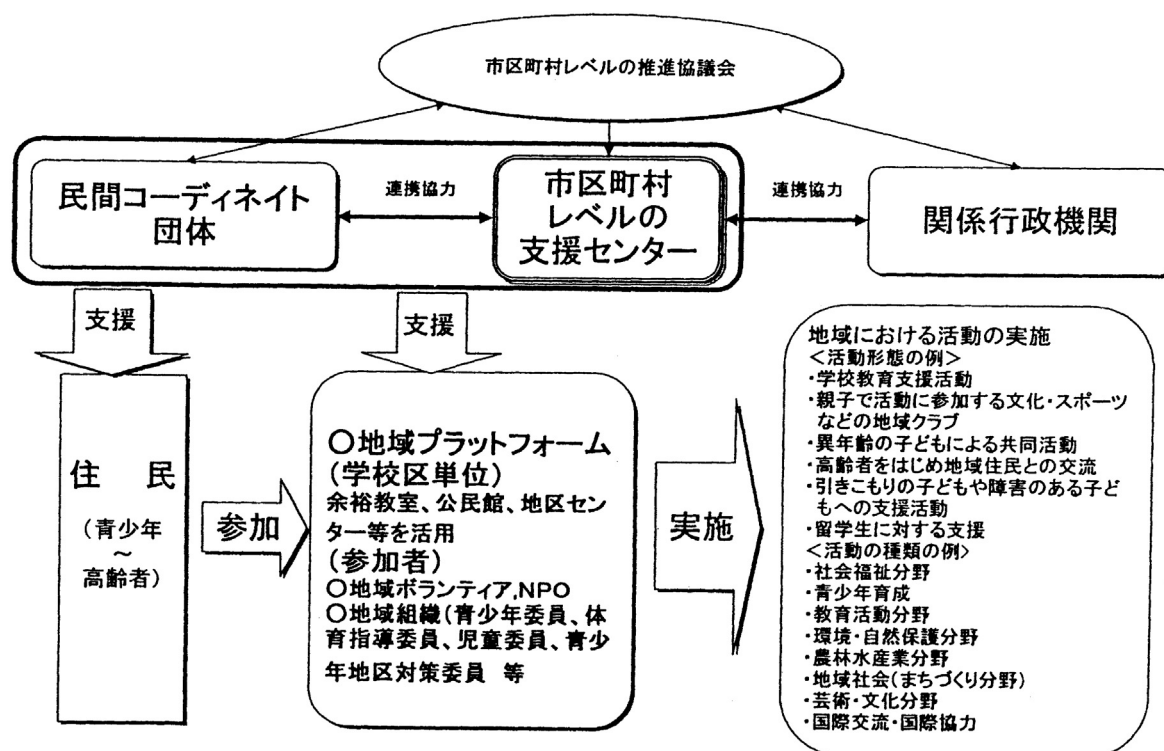 市区町村レベルの推進協議会
民間コーディネイト
団体
連携協力
市区町村
レベルの
支援センター
連携協力
関係行政機関
支援
支援
住 民
(青少年
~
高齢者)
参加
○地域プラットフォーム
(学校区単位)
余裕教室、公民館、地区セン
ター等を活用
(参加者)
○地域ボランティア,NPO
○地域組織(青少年委員、体
育指導委員、児童委員、青少
年地区対策委員 等
実施
地域における活動の実施
<活動形態の例>
・学校教育支援活動
・親子で活動に参加する文化・スポーツ
などの地域クラブ
・異年齢の子どもによる共同活動
・高齢者をはじめ地域住民との交流
・引きこもりの子どもや障害のある子ど
もへの支援活動
・留学生に対する支援
<活動の種類の例>
・社会福祉分野
・青少年育成
・教育活動分野
・環境・自然保護分野
・農林水産業分野
・地域社会(まちづくり分野)
・芸術・文化分野
・国際交流・国際協力